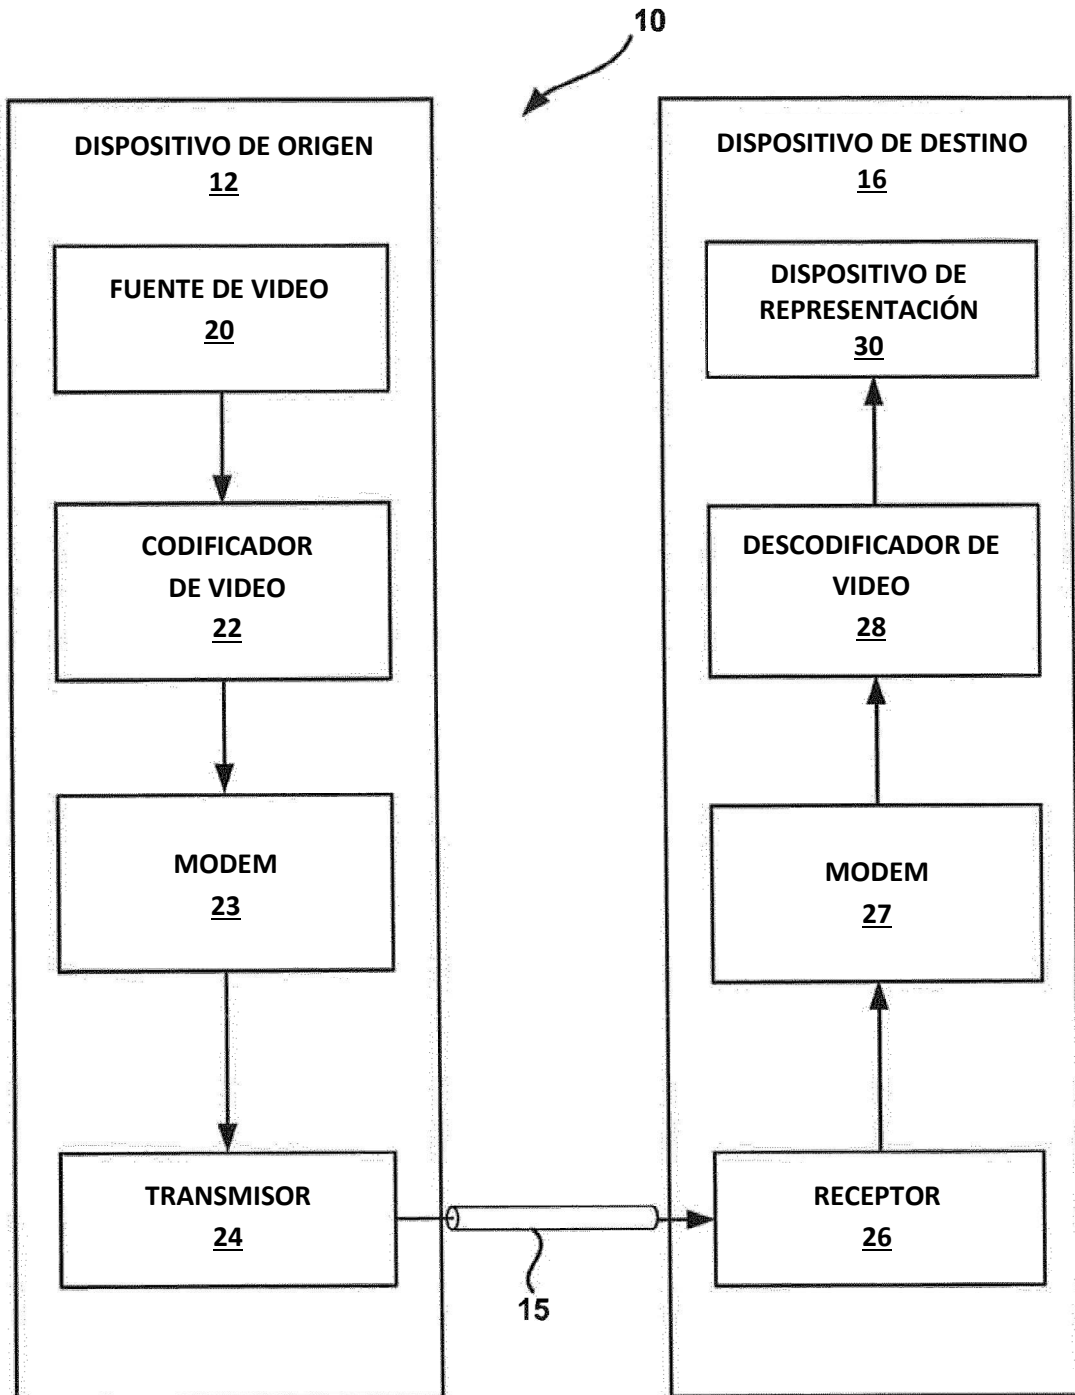 10
DISPOSITIVO DE ORIGEN
12
FUENTE DE VIDEO
20
CODIFICADOR
DE VIDEO
22
MODEM
23
TRANSMISOR
24
15
DISPOSITIVO DE DESTINO
16
DISPOSITIVO DE
REPRESENTACIÓN
30
DESCODIFICADOR DE
VIDEO
28
MODEM
27
RECEPTOR
26